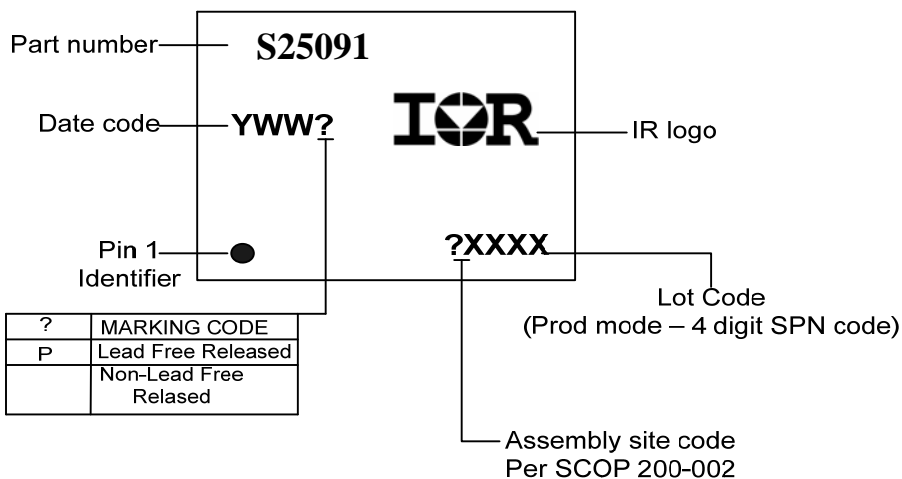 Part number
S25091
Date code
YWW?
IOR
IR logo
Pin 1
Identifier
?XXXX
Lot Code
(Prod mode – 4 digit SPN code)
? MARKING CODE
P Lead Free Released
Non-Lead Free
Relased
Assembly site code
Per SCOP 200-002